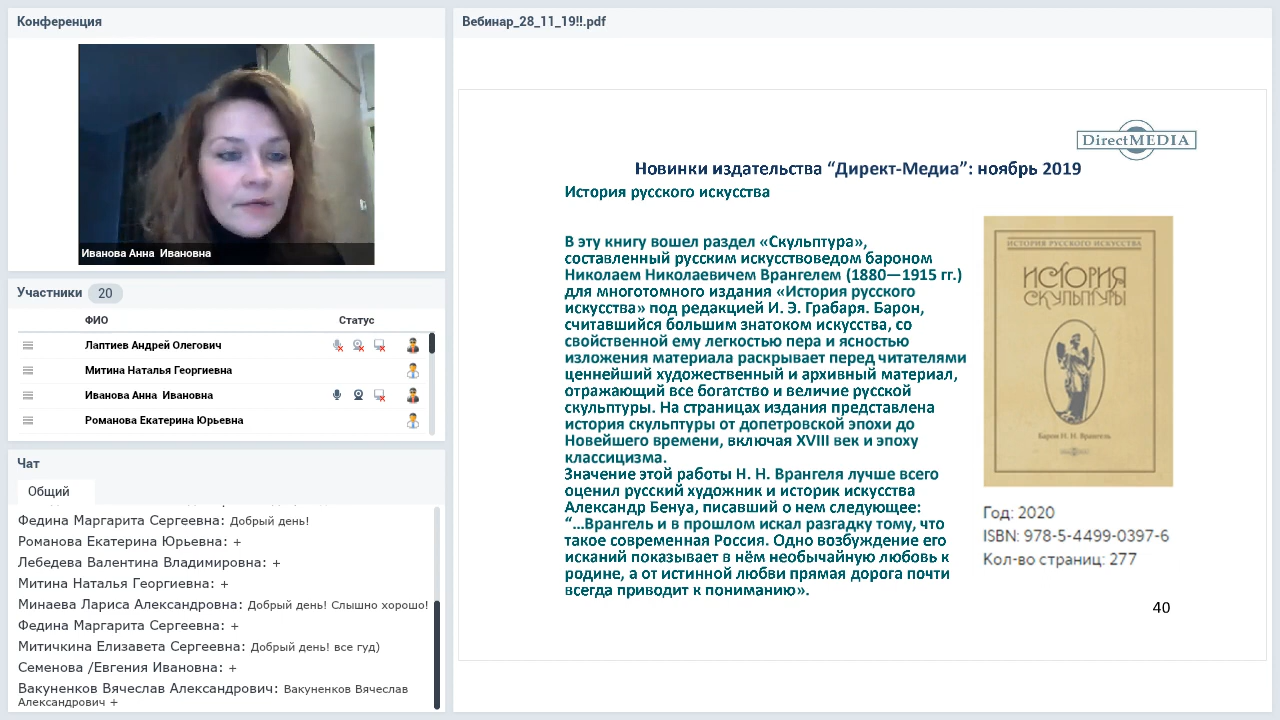 Конференция
Иванова Анна Ивановна
Участники 20
ФИО Статус
Лаптиев Андрей Олегович
Митина Наталья Георгиевна
Иванова Анна Ивановна
Романова Екатерина Юрьевна
Чат
Общий
Федина Маргарита Сергеевна: Добрый день!
Романова Екатерина Юрьевна: +
Лебедева Валентина Владимировна: +
Митина Наталья Георгиевна: +
Минаева Лариса Александровна: Добрый день! Слышно хорошо!
Федина Маргарита Сергеевна: +
Митичкина Елизавета Сергеевна: Добрый день! все гуд)
Семенова /Евгения Ивановна: +
Вакуненков Вячеслав Александрович: Вакуненков Вячеслав
Александрович +
Вебинар_28_11_19!!.pdf
DirectMEDIA
Новинки издательства “Директ-Медиа”: ноябрь 2019
История русского искусства
В эту книгу вошел раздел «Скульптура»,
составленный русским искусствоведом бароном
Николаем Николаевичем Врангелем (1880—1915 гг.)
для многотомного издания «История русского
искусства» под редакцией И. Э. Грабаря. Барон,
считавшийся большим знатоком искусства, со
свойственной ему легкостью пера и ясностью
изложения материала раскрывает перед читателями
ценнейший художественный и архивный материал,
отражающий все богатство и величие русской
скульптуры. На страницах издания представлена
история скульптуры от допетровской эпохи до
Новейшего времени, включая XVIII век и эпоху
классицизма.
Значение этой работы Н. Н. Врангеля лучше всего
оценил русский художник и историк искусства
Александр Бенуа, писавший о нем следующее:
“…Врангель и в прошлом искал разгадку тому, что
такое современная Россия. Одно возбуждение его
исканий показывает в нём необычайную любовь к
родине, а от истинной любви прямая дорога почти
всегда приводит к пониманию».
ИСТОРИЯ РУССКОГО ИСКУССТВА
ИСТОРИЯ
СКУЛЬПТУРЫ
Барон Н. Н. Врангель
Год: 2020
ISBN: 978-5-4499-0397-6
Кол-во страниц: 277
40